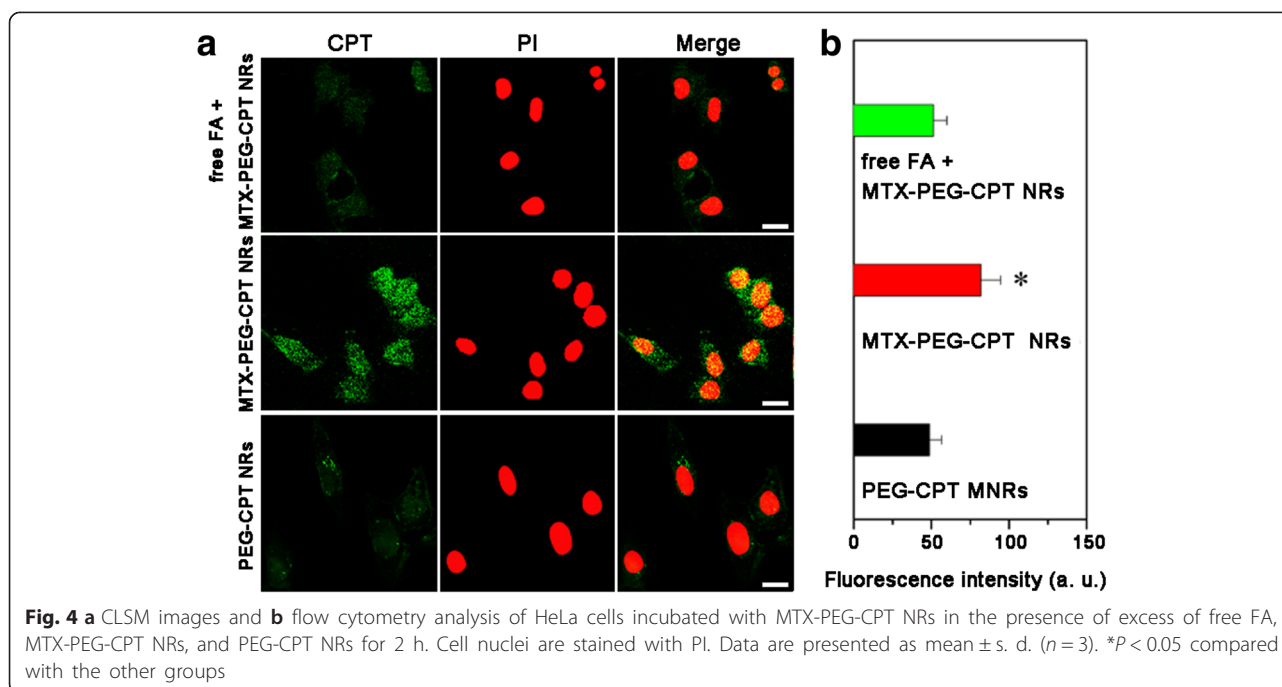 a
CPT
PI
Merge
free FA +
MTX-PEG-CPT NRs
MTX-PEG-CPT NRs
PEG-CPT NRs
b
free FA +
MTX-PEG-CPT NRs
*
MTX-PEG-CPT NRs
PEG-CPT MNRs
0 50 100 150
Fluorescence intensity (a. u.)
Fig. 4 a CLSM images and b flow cytometry analysis of HeLa cells incubated with MTX-PEG-CPT NRs in the presence of excess of free FA,
MTX-PEG-CPT NRs, and PEG-CPT NRs for 2 h. Cell nuclei are stained with PI. Data are presented as mean ± s. d. (n = 3). *P < 0.05 compared
with the other groups